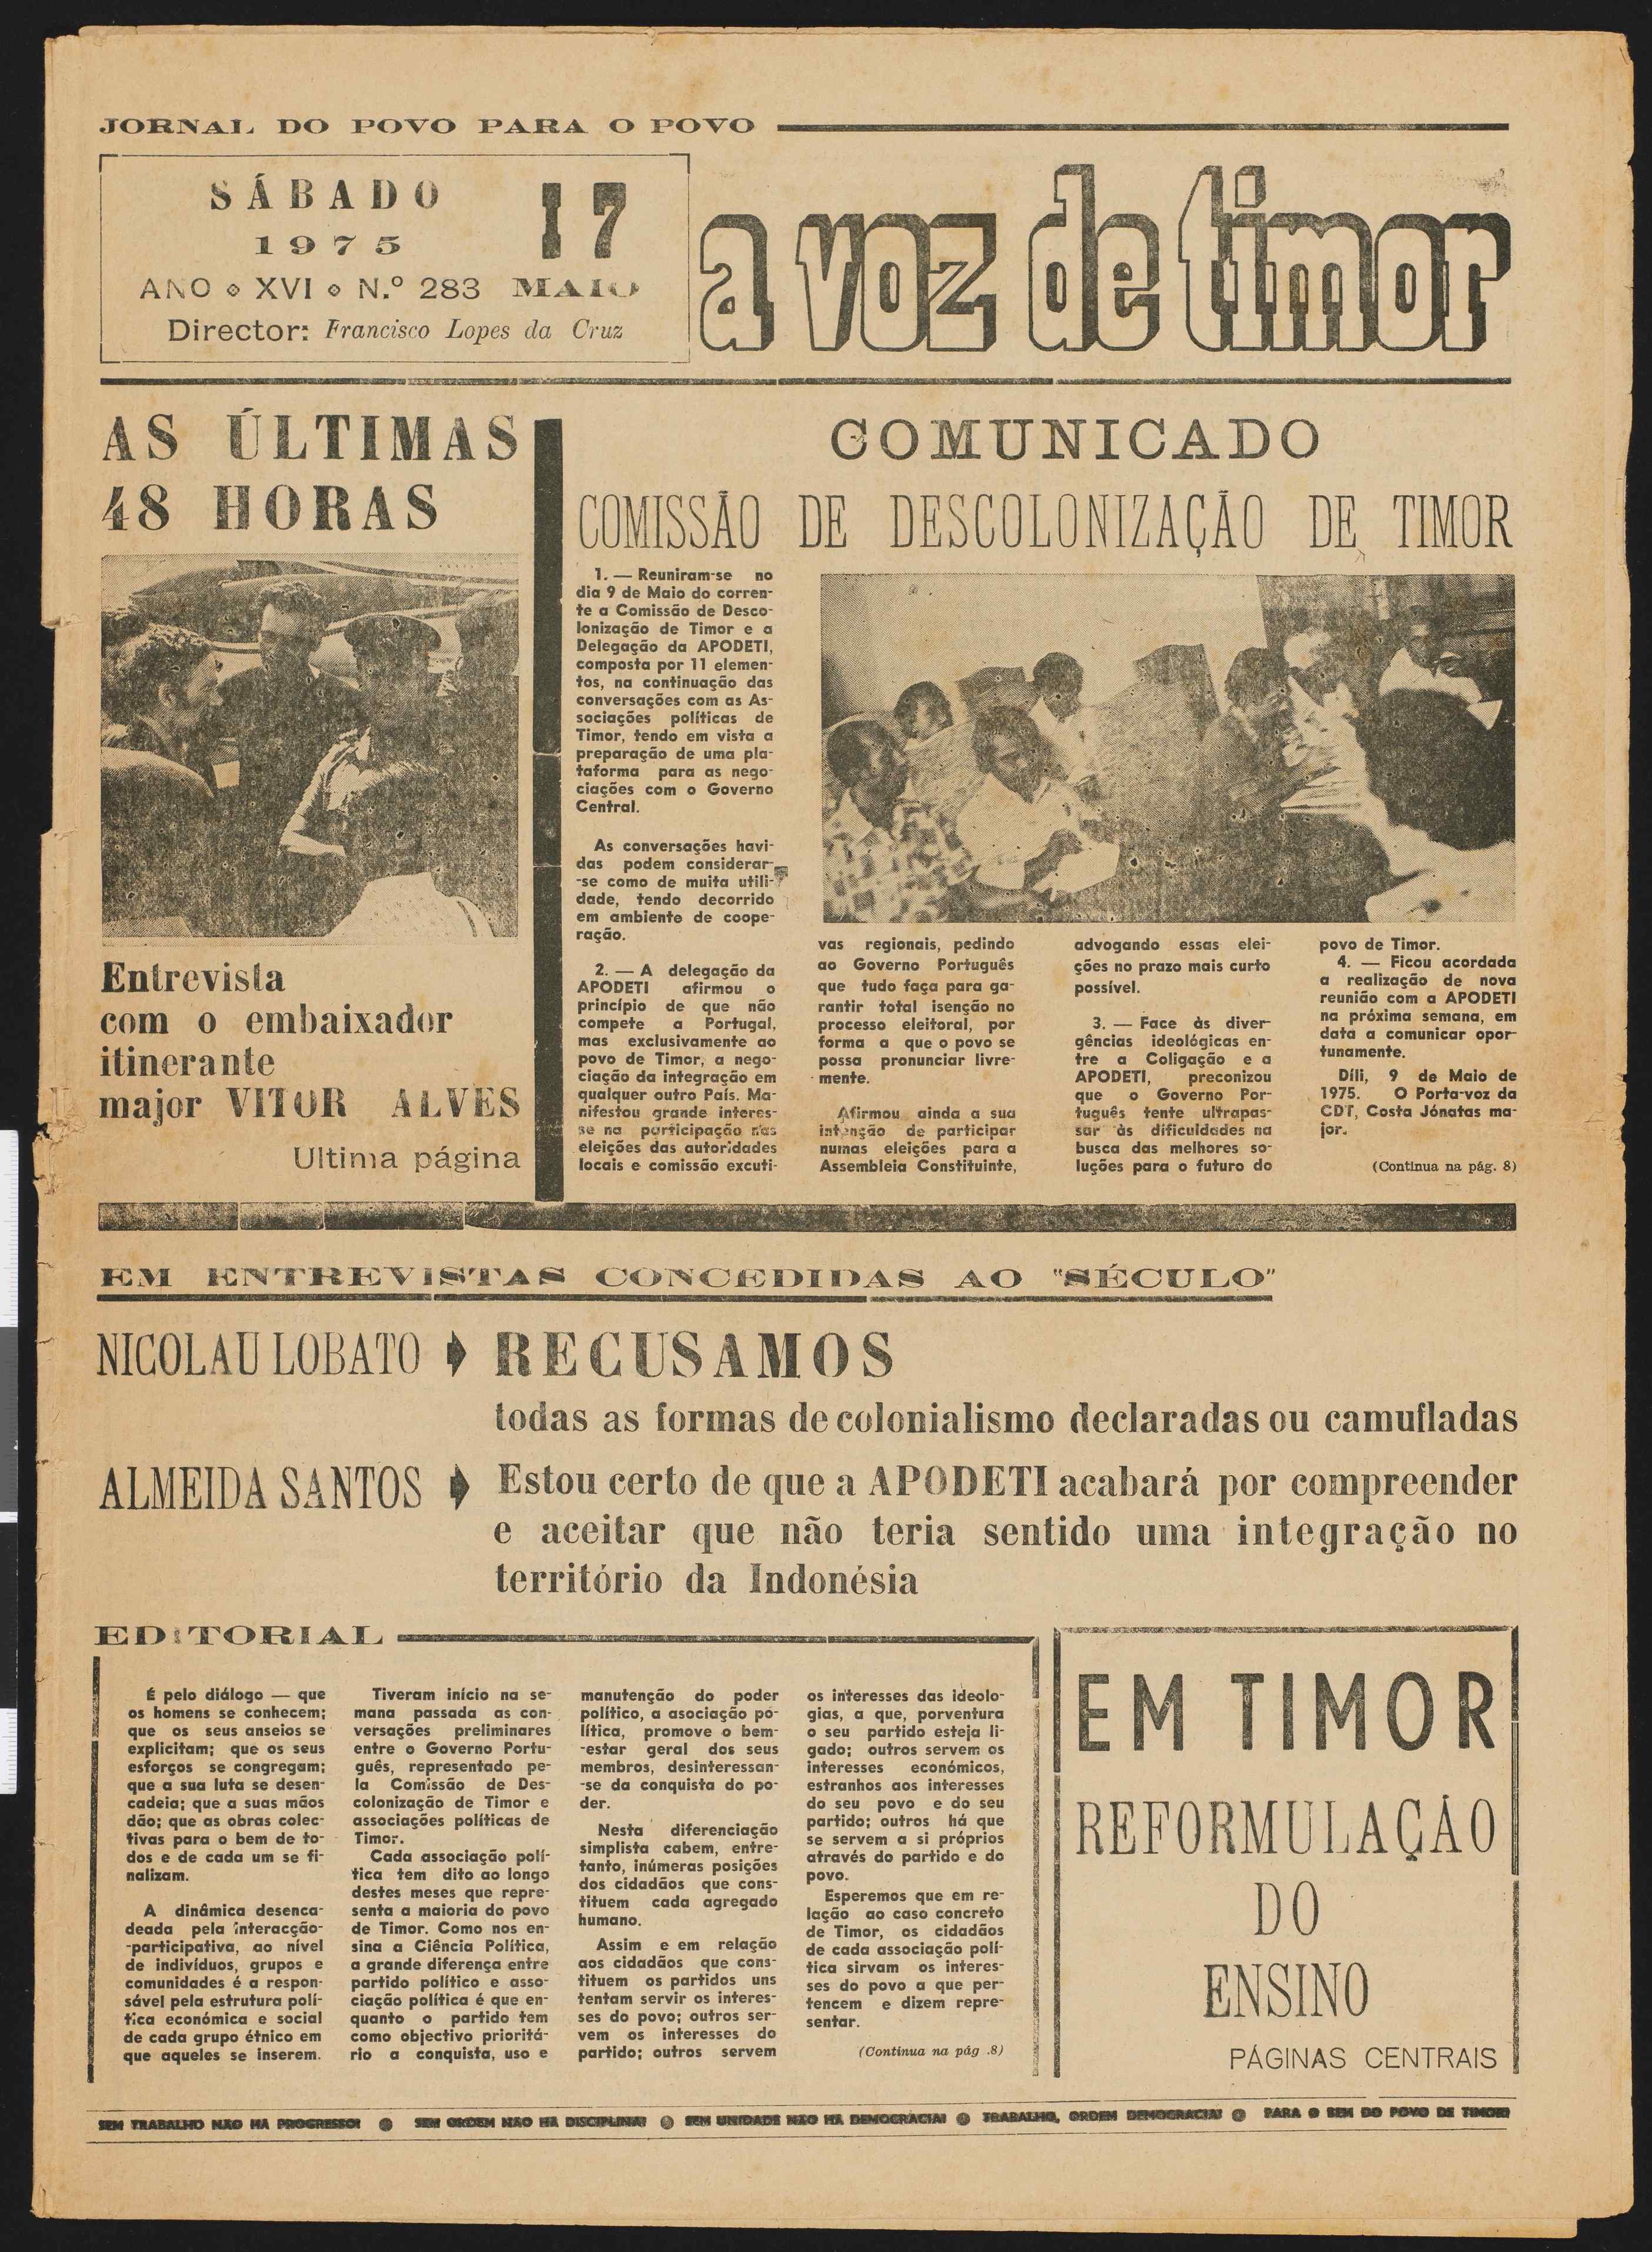 JORNAL DO POVO PARA O POVO
SÁBADO 17
1975
ANO XVI N.º 283 MAIO
Director: Francisco Lopes da Cruz
a voz de timor
AS ÚLTIMAS
48 HORAS
Entrevista
com o embaixador
itinerante
major VITOR ALVES
Ultima página
COMUNICADO
COMISSÃO DE DESCOLONIZAÇÃO DE TIMOR
1. — Reuniram-se no
dia 9 de Maio do corren-
te a Comissão de Desco-
lonização de Timor e a
Delegação da APODETI,
composta por 11 elemen-
tos, na continuação das
conversações com as As-
sociações políticas de
Timor, tendo em vista a
preparação de uma pla-
taforma para as nego-
ciações com o Governo
Central.
As conversações havi-
das podem considerar-
-se como de muita utili-
dade, tendo decorrido
em ambiente de coope-
ração.
2. — A delegação da
APODETI afirmou o
princípio de que não
compete a Portugal,
mas exclusivamente ao
povo de Timor, a nego-
ciação da integração em
qualquer outro País. Ma-
nifestou grande interes-
se na participação nas
eleições das autoridades
locais e comissão excuti-
vas regionais, pedindo
ao Governo Português
que tudo faça para ga-
rantir total isenção no
processo eleitoral, por
forma a que o povo se
possa pronunciar livre-
mente.
Afirmou ainda a sua
intenção de participar
numas eleições para a
Assembleia Constituinte,
advogando essas elei-
ções no prazo mais curto
possível.
3. — Face às diver-
gências ideológicas en-
tre a Coligação e a
APODETI, preconizou
que o Governo Por-
tuguês tente ultrapas-
sar às dificuldades na
busca das melhores so-
luções para o futuro do
povo de Timor.
4. — Ficou acordada
a realização de nova
reunião com a APODETI
na próxima semana, em
data a comunicar opor-
tunamente.
Díli, 9 de Maio de
1975. O Porta-voz da
CDT, Costa Jónatas ma-
jor.
(Continua na pág. 8)
EM ENTREVISTAS CONCEDIDAS AO "SÉCULO"
NICOLAU LOBATO RECUSAMOS
todas as formas de colonialismo declaradas ou camufladas
ALMEIDA SANTOS Estou certo de que a APODETI acabará por compreender
e aceitar que não teria sentido uma integração no
território da Indonésia
EDITORIAL
É pelo diálogo — que
os homens se conhecem;
que os seus anseios se
explicitam; que os seus
esforços se congregam;
que a sua luta se desen-
cadeia; que a suas mãos
dão; que as obras colec-
tivas para o bem de to-
dos e de cada um se fi-
nalizam.
A dinâmica desenca-
deada pela interacção-
-participativa, ao nível
de indivíduos, grupos e
comunidades é a respon-
sável pela estrutura polí-
tica económica e social
de cada grupo étnico em
que aqueles se inserem.
Tiveram início na se-
mana passada as con-
versações preliminares
entre o Governo Portu-
guês, representado pe-
la Comissão de Des-
colonização de Timor e
associações políticas de
Timor.
Cada associação polí-
tica tem dito ao longo
destes meses que repre-
senta a maioria do povo
de Timor. Como nos en-
sina a Ciência Política,
a grande diferença entre
partido político e asso-
ciação política é que en-
quanto o partido tem
como objectivo prioritá-
rio a conquista, uso e
manutenção do poder
político, a asociação po-
lítica, promove o bem-
-estar geral dos seus
membros, desinteressan-
-se da conquista do po-
der.
Nesta diferenciação
simplista cabem, entre-
tanto, inúmeras posições
dos cidadãos que cons-
tituem cada agregado
humano.
Assim e em relação
aos cidadãos que cons-
tituem os partidos uns
tentam servir os interes-
ses do povo; outros ser-
vem os interesses do
partido; outros servem
os interesses das ideolo-
gias, a que, porventura
o seu partido esteja li-
gado; outros servem os
interesses económicos,
estranhos aos interesses
do seu povo e do seu
partido; outros há que
se servem a si próprios
através do partido e do
povo.
Esperemos que em re-
lação ao caso concreto
de Timor, os cidadãos
de cada associação polí-
tica sirvam os interes-
ses do povo a que per-
tencem e dizem repre-
sentar.
(Continua na pág .8)
EM TIMOR
REFORMULAÇÃO
DO
ENSINO
PÁGINAS CENTRAIS
SEM TRABALHO NÃO HÁ PROGRESSO! SEM ORDEM NÃO HÁ DISCIPLINA! SEM UNIDADE NÃO HÁ DEMOCRACIA! TRABALHO, ORDEM DEMOCRACIA! PARA O BEM DO POVO DE TIMOR!